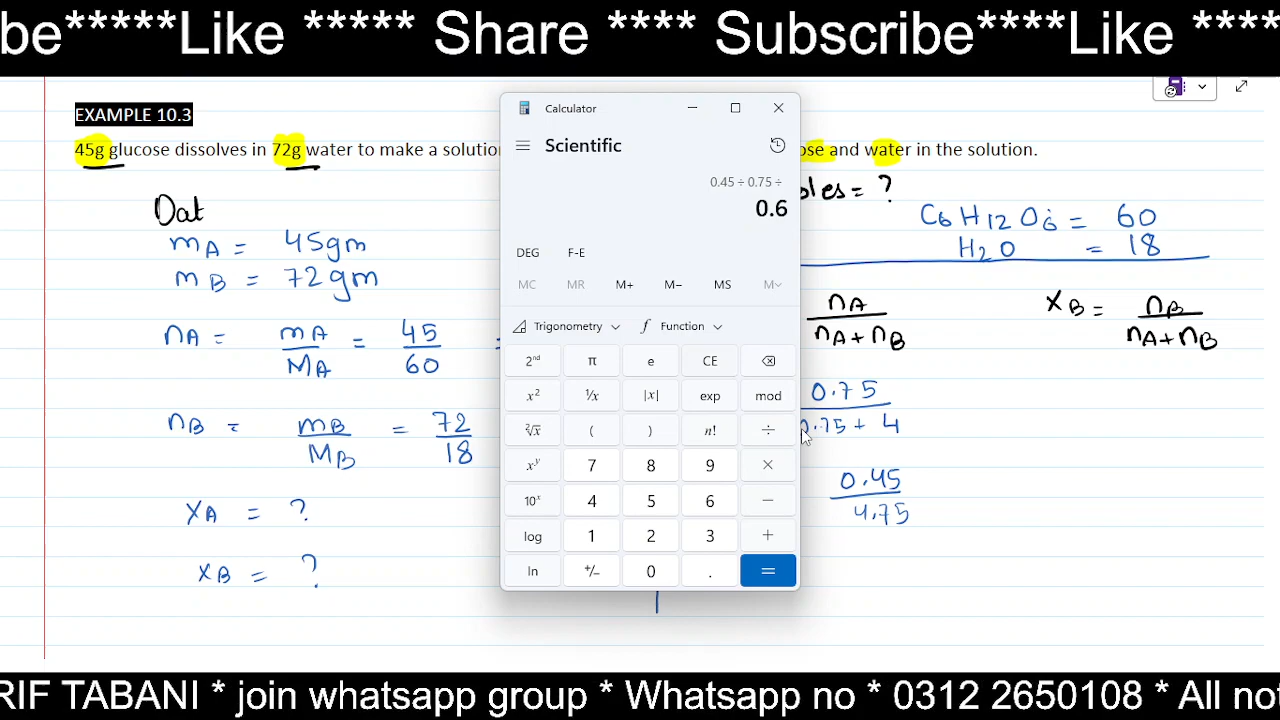 be*****Like ***** Share **** Subscribe****Like ****
EXAMPLE 10.3
45g glucose dissolves in 72g water to make a solution and water in the solution.
Dat
mA = 45gm
mB = 72gm
nA = mA/MA = 45/60 =
nB = mB/MB = 72/18
XA = ?
XB = ?
= ?
C6H12O6 = 60
H2O = 18
nA/nA+nB
XB = nB/nA+nB
0.75/0.75+4
0.45/4.75
Calculator
Scientific
0.45 ÷ 0.75 ÷
0.6
DEG F-E
MC MR M+ M− MS M˅
Trigonometry Function
2ⁿᵈ π e CE
x² ¹/x |x| exp mod
²√x ( ) n! ÷
xʸ 7 8 9 ×
10ˣ 4 5 6 −
log 1 2 3 +
ln +/− 0 . =
RIF TABANI * join whatsapp group * Whatsapp no * 0312 2650108 * All not